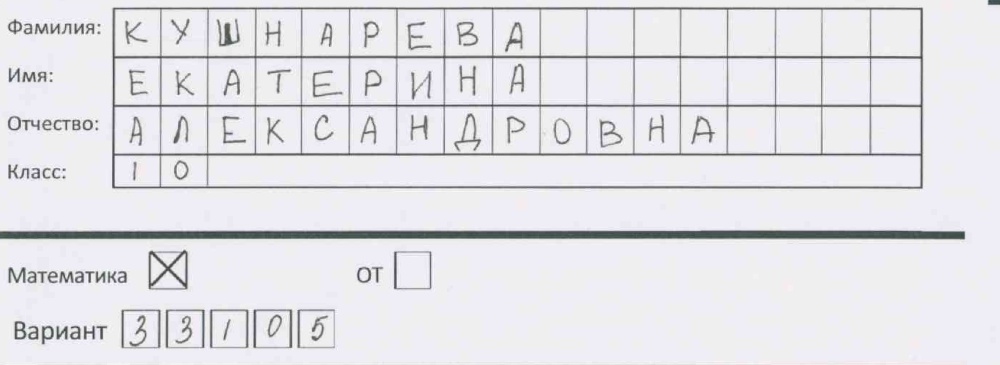 Фамилия: КУШНАРЕВА
Имя: ЕКАТЕРИНА
Отчество: АЛЕКСАНДРОВНА
Класс: 10
Математика ☒ ОТ ☐
Вариант 33105